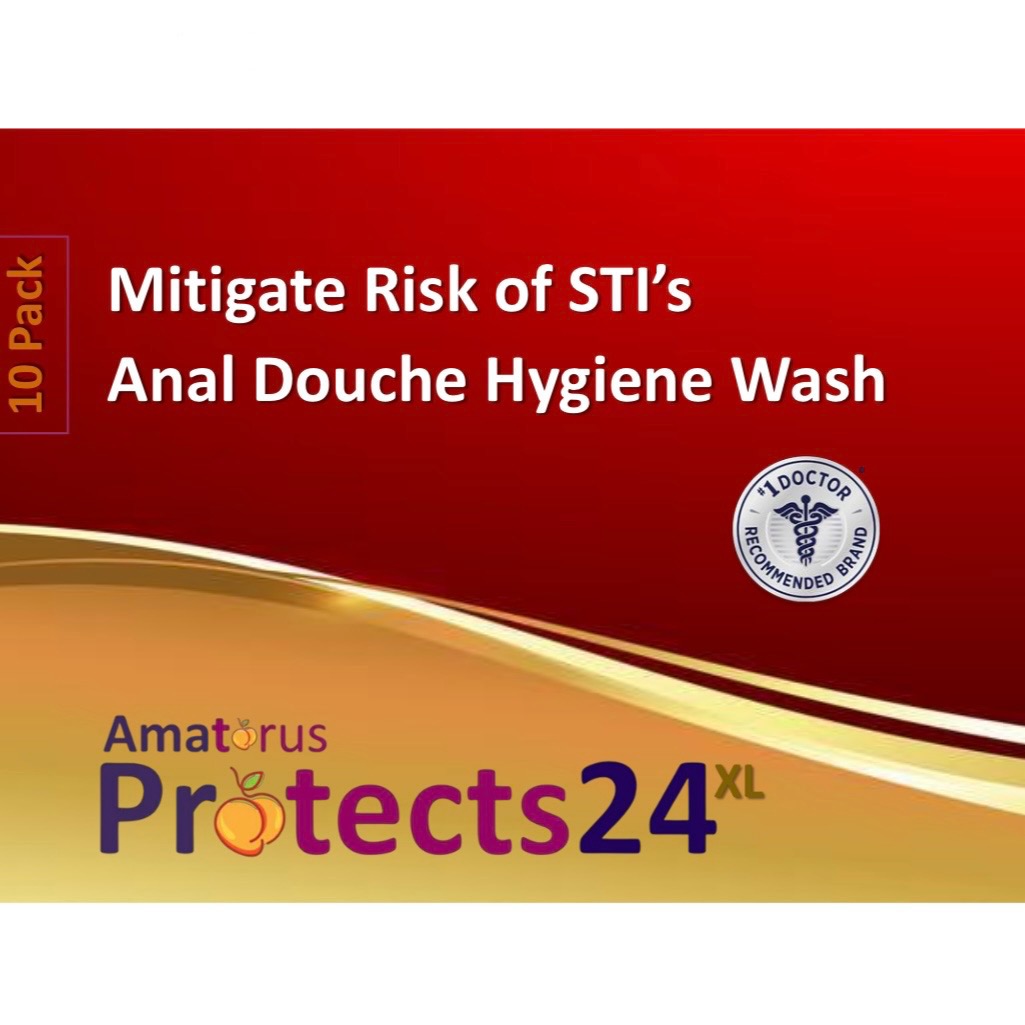 10 Pack
Mitigate Risk of STI’s
Anal Douche Hygiene Wash
#1 DOCTOR
RECOMMENDED BRAND
Amatorus
Protects24XL